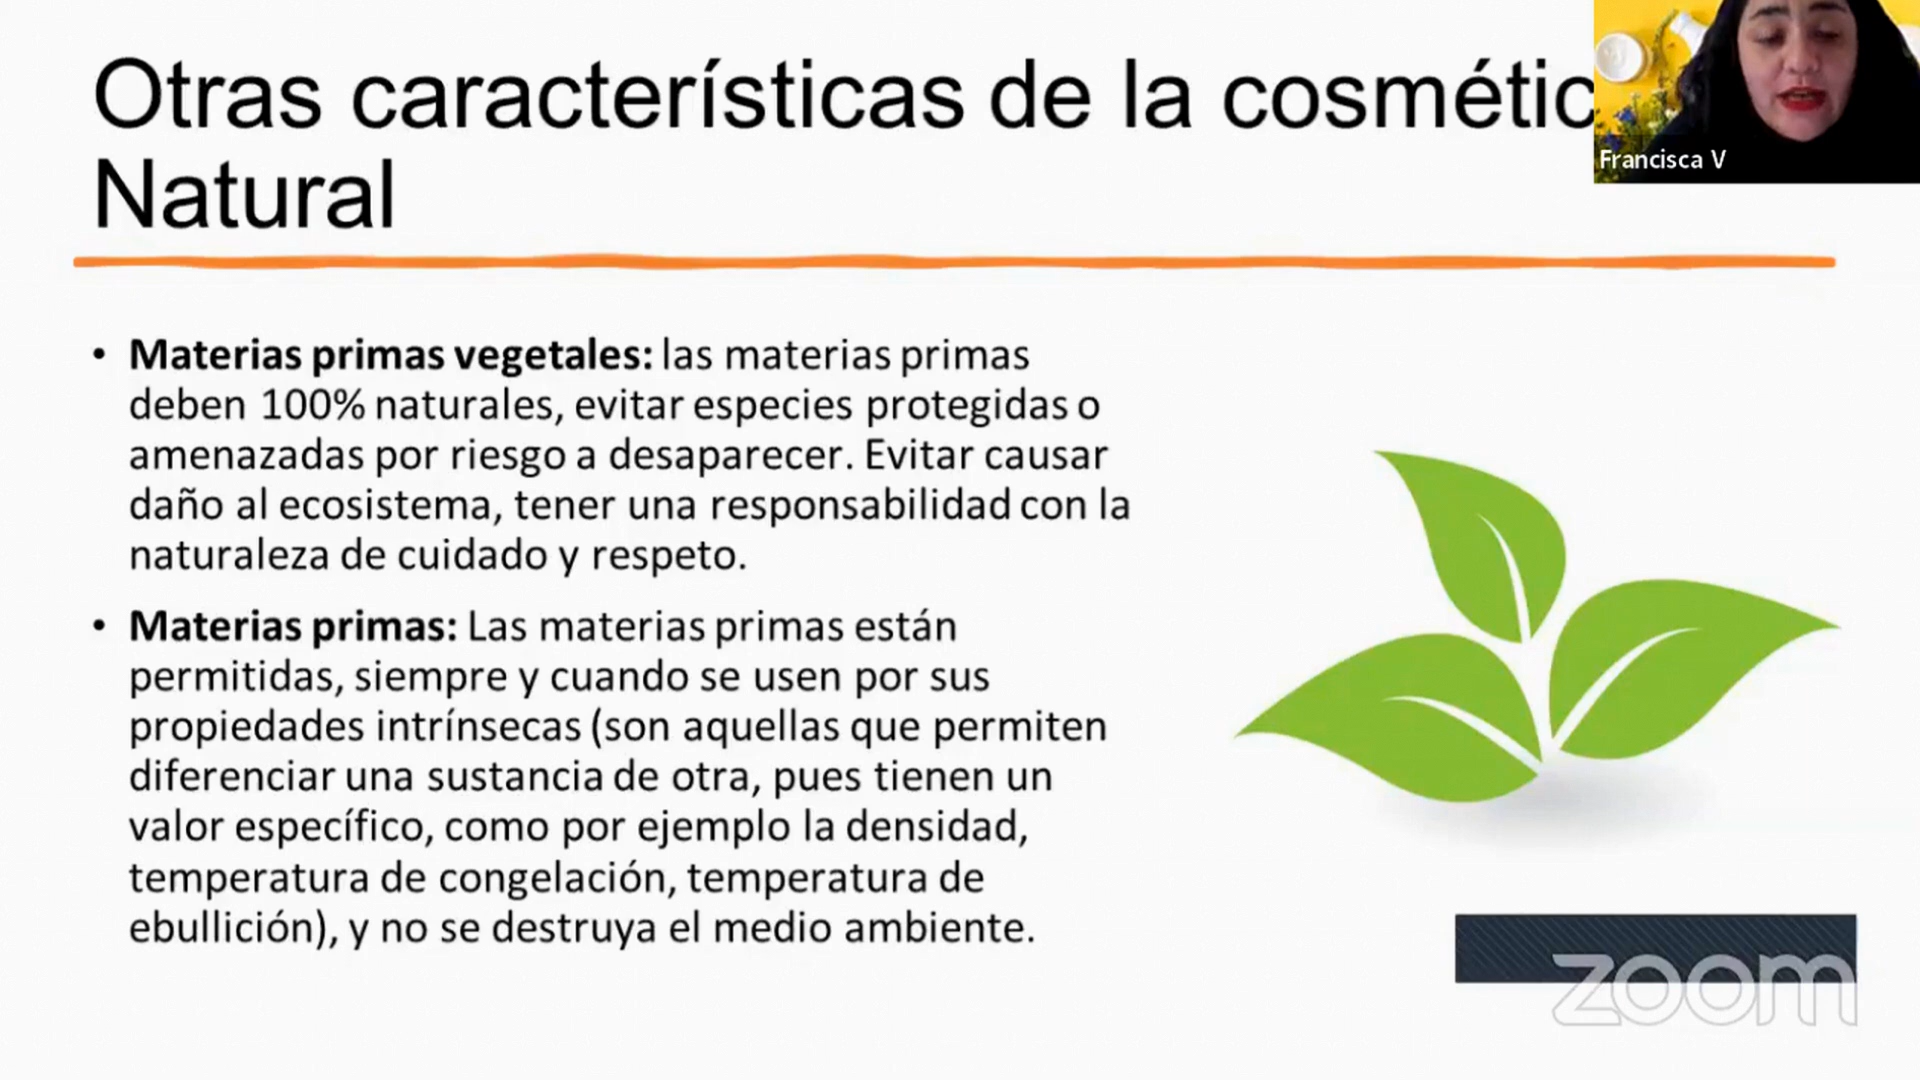 Otras características de la cosmétic
Natural
Francisca V
• Materias primas vegetales: las materias primas
deben 100% naturales, evitar especies protegidas o
amenazadas por riesgo a desaparecer. Evitar causar
daño al ecosistema, tener una responsabilidad con la
naturaleza de cuidado y respeto.
• Materias primas: Las materias primas están
permitidas, siempre y cuando se usen por sus
propiedades intrínsecas (son aquellas que permiten
diferenciar una sustancia de otra, pues tienen un
valor específico, como por ejemplo la densidad,
temperatura de congelación, temperatura de
ebullición), y no se destruya el medio ambiente.
zoom